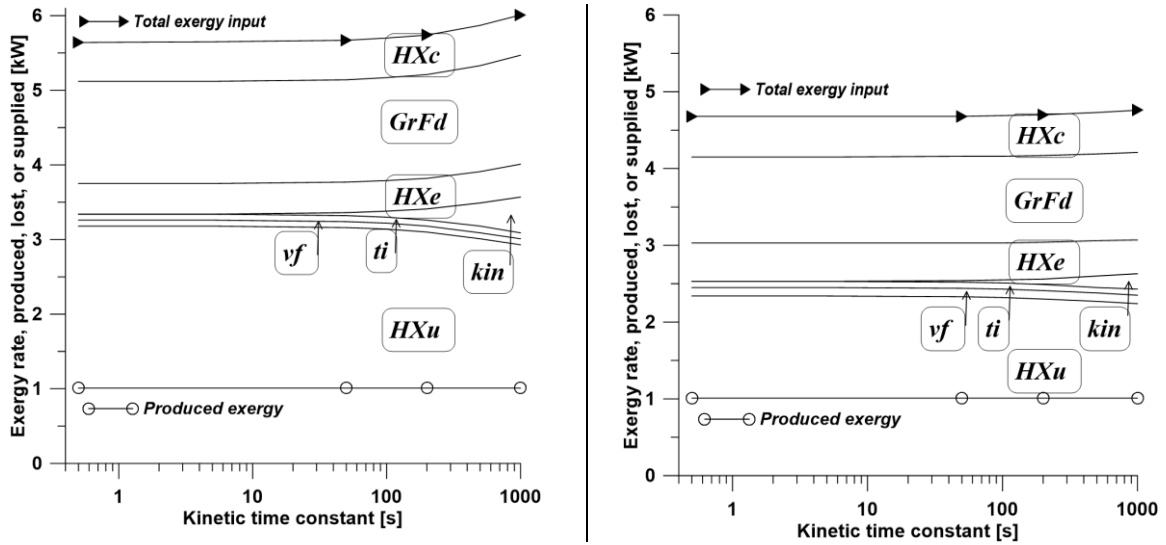 Exergy rate, produced, lost, or supplied [kW]
6
5
4
3
2
1
0
Total exergy input
HXc
GrFd
HXe
vf
ti
kin
HXu
Produced exergy
1
10
100
1000
Kinetic time constant [s]
Exergy rate, produced, lost, or supplied [kW]
6
5
4
3
2
1
0
Total exergy input
HXc
GrFd
HXe
vf
ti
kin
HXu
Produced exergy
1
10
100
1000
Kinetic time constant [s]